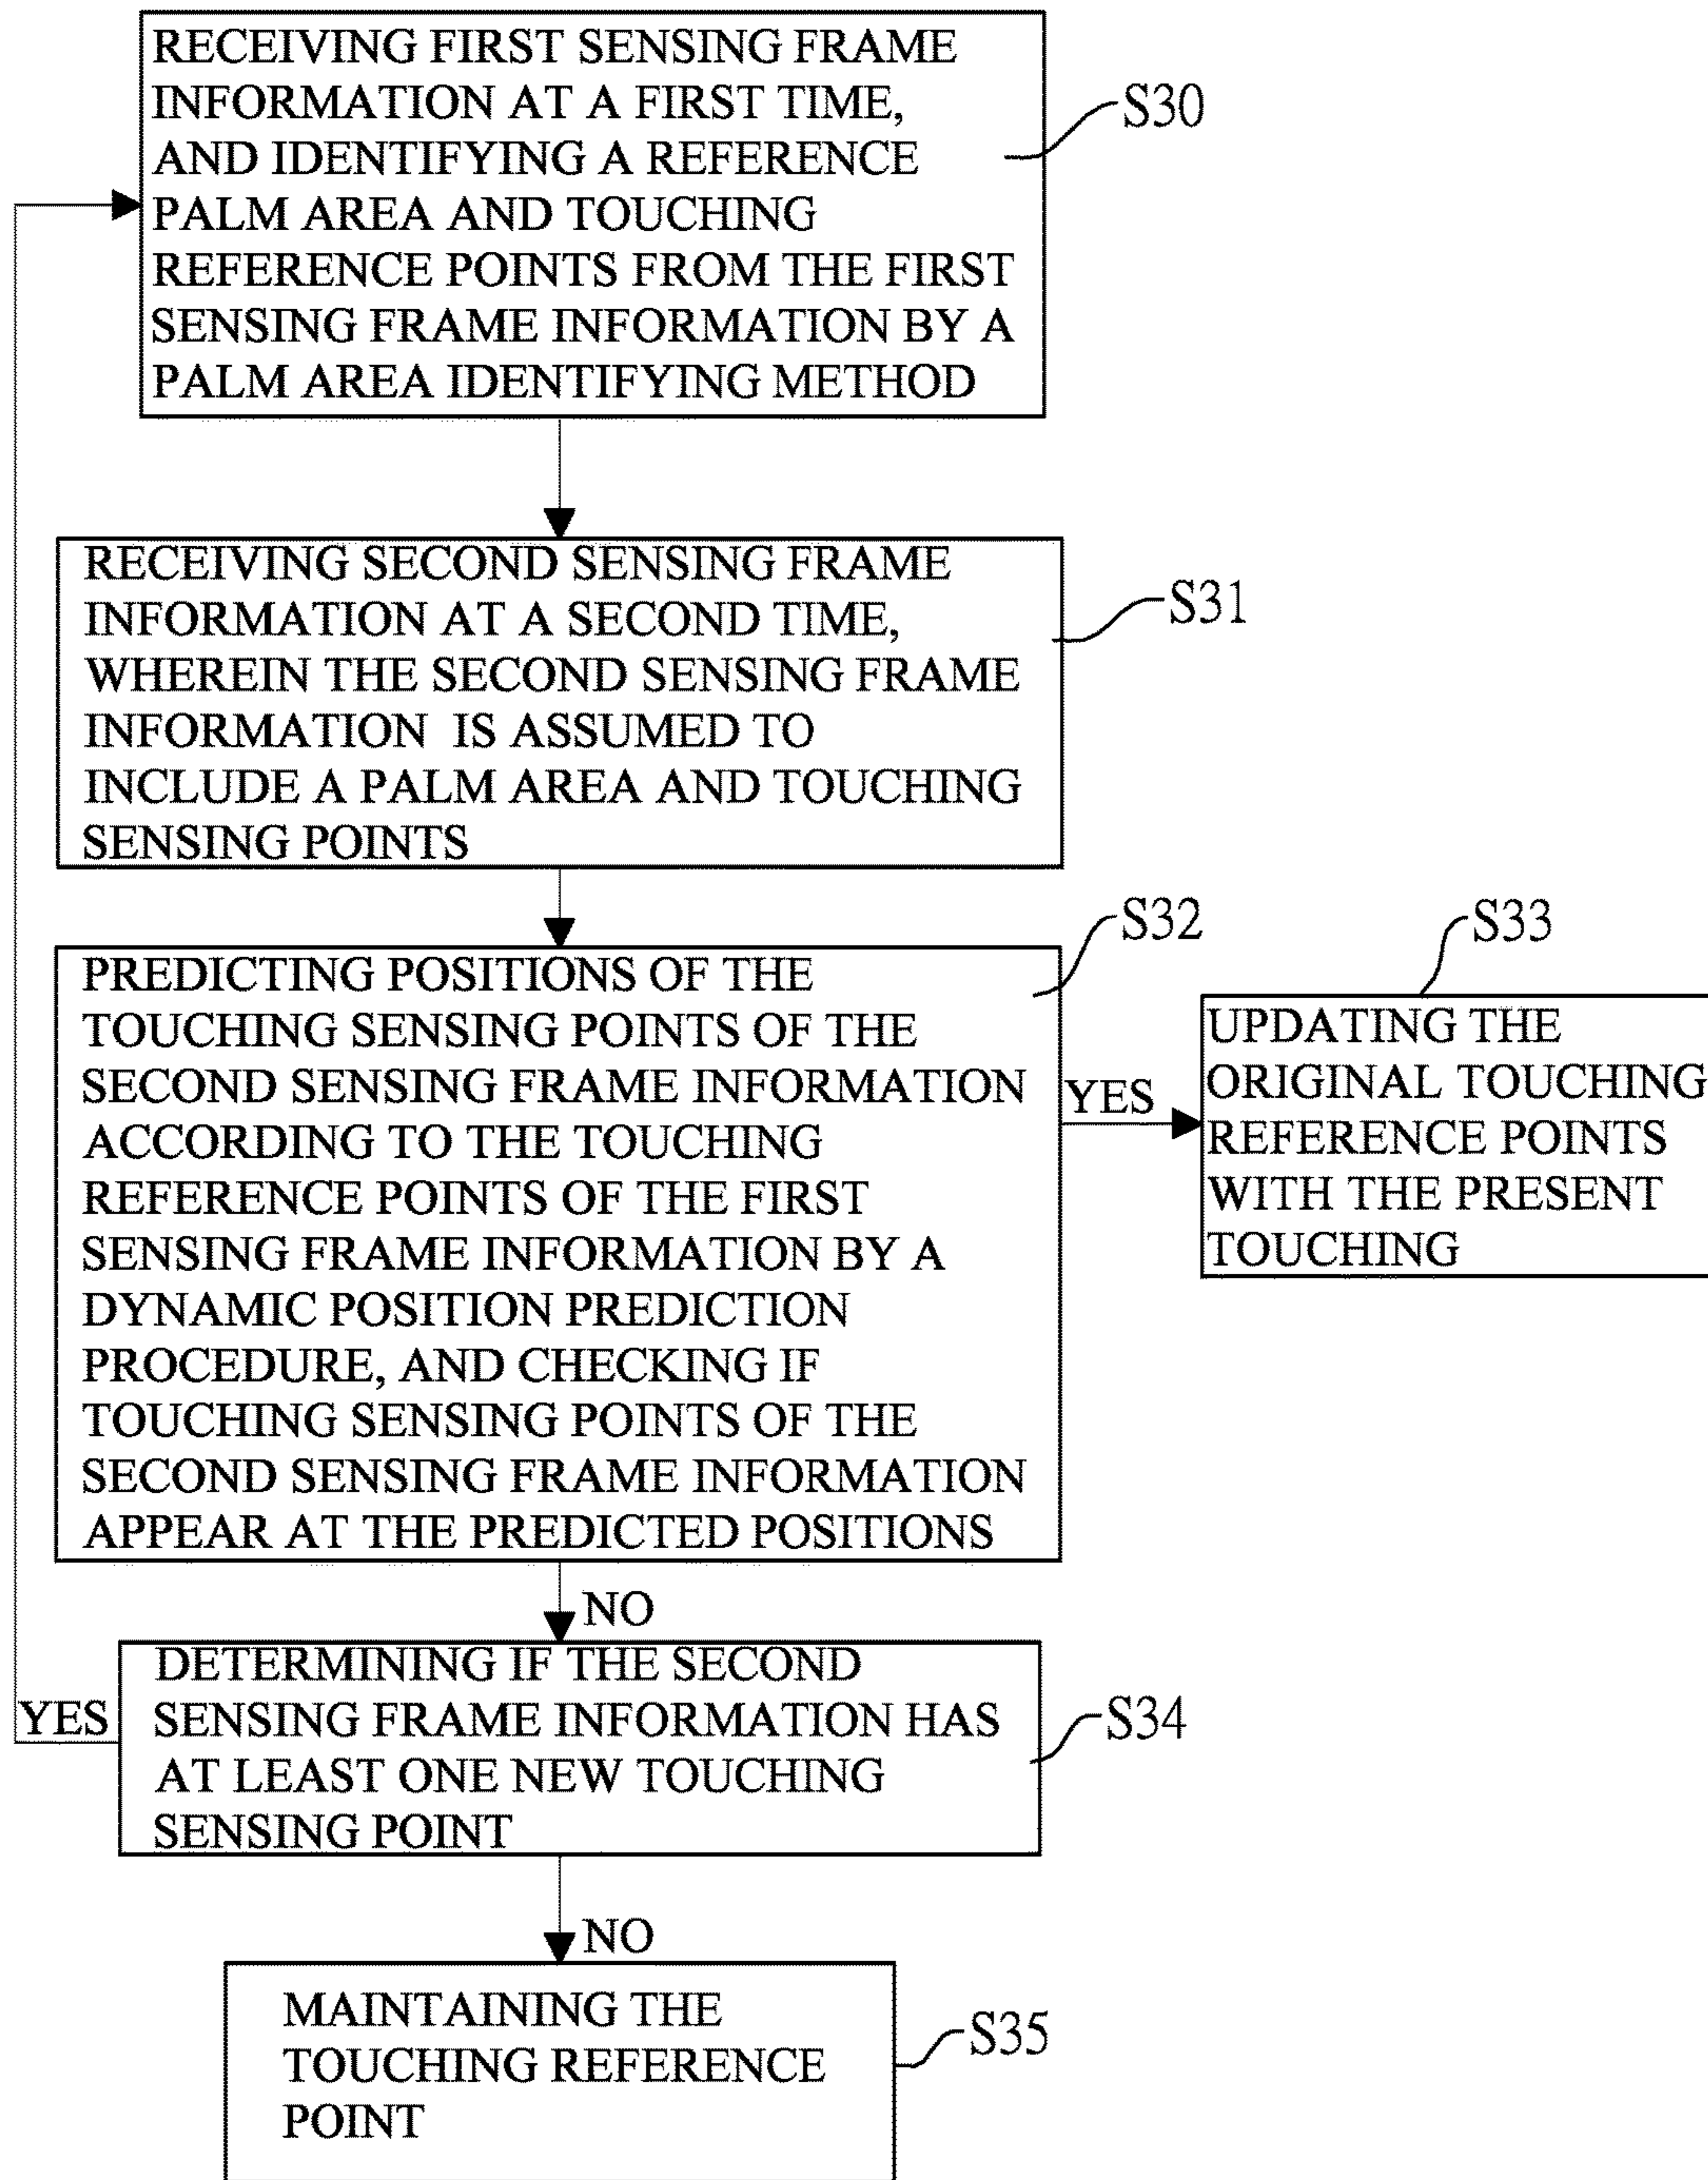 RECEIVING FIRST SENSING FRAME
INFORMATION AT A FIRST TIME,
AND IDENTIFYING A REFERENCE
PALM AREA AND TOUCHING
REFERENCE POINTS FROM THE FIRST
SENSING FRAME INFORMATION BY A
PALM AREA IDENTIFYING METHOD
S30
RECEIVING SECOND SENSING FRAME
INFORMATION AT A SECOND TIME,
WHEREIN THE SECOND SENSING FRAME
INFORMATION IS ASSUMED TO
INCLUDE A PALM AREA AND TOUCHING
SENSING POINTS
S31
PREDICTING POSITIONS OF THE
TOUCHING SENSING POINTS OF THE
SECOND SENSING FRAME INFORMATION
ACCORDING TO THE TOUCHING
REFERENCE POINTS OF THE FIRST
SENSING FRAME INFORMATION BY A
DYNAMIC POSITION PREDICTION
PROCEDURE, AND CHECKING IF
TOUCHING SENSING POINTS OF THE
SECOND SENSING FRAME INFORMATION
APPEAR AT THE PREDICTED POSITIONS
S32
YES
UPDATING THE
ORIGINAL TOUCHING
REFERENCE POINTS
WITH THE PRESENT
TOUCHING
S33
NO
DETERMINING IF THE SECOND
SENSING FRAME INFORMATION HAS
AT LEAST ONE NEW TOUCHING
SENSING POINT
S34
YES
NO
MAINTAINING THE
TOUCHING REFERENCE
POINT
S35